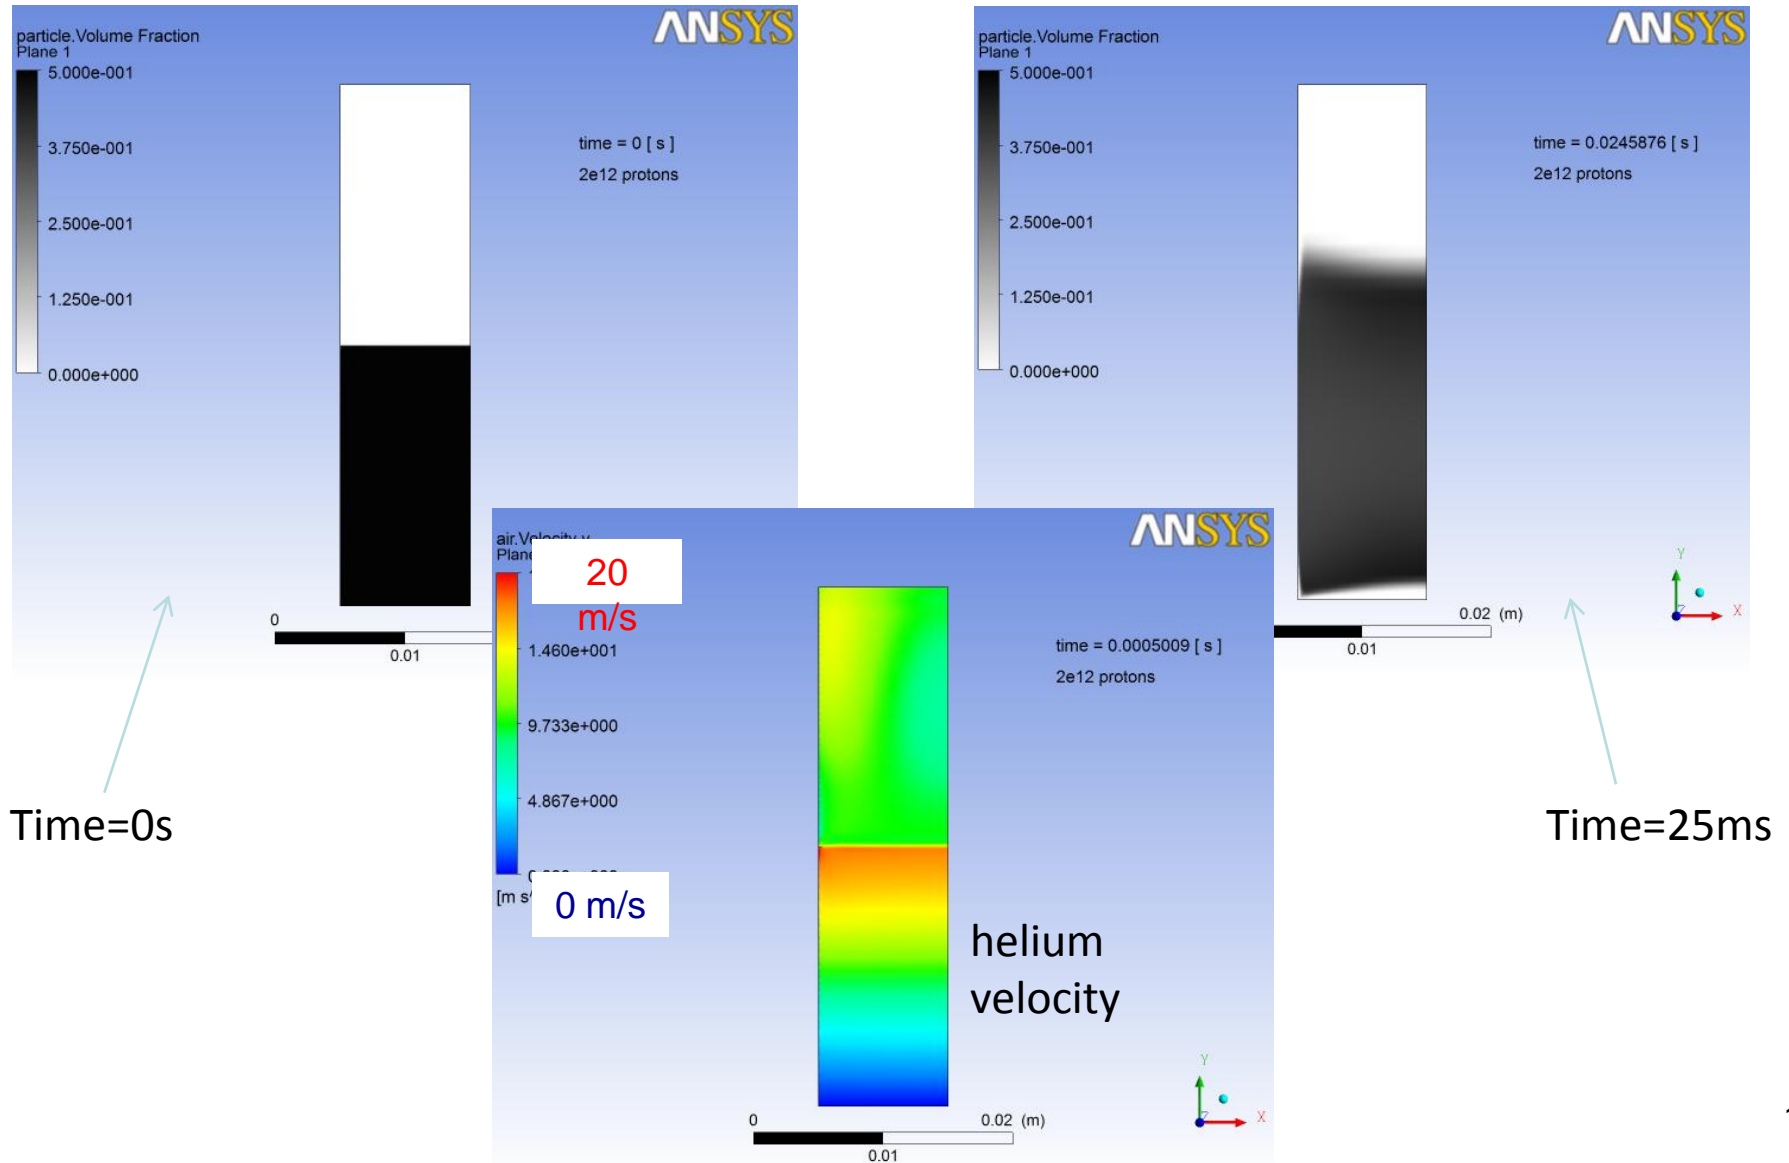 particle.Volume Fraction
Plane 1
5.000e-001
3.750e-001
2.500e-001
1.250e-001
0.000e+000
ANSYS
time = 0 [ s ]
2e12 protons
0
0.01
Time=0s
particle.Volume Fraction
Plane 1
5.000e-001
3.750e-001
2.500e-001
1.250e-001
0.000e+000
ANSYS
time = 0.0245876 [ s ]
2e12 protons
0.02 (m)
0.01
Y
X
Z
Time=25ms
air.Velocity
20
m/s
1.460e+001
9.733e+000
4.867e+000
0 m/s
ANSYS
time = 0.0005009 [ s ]
2e12 protons
helium
velocity
0 0.02 (m)
0.01
Y
X
Z